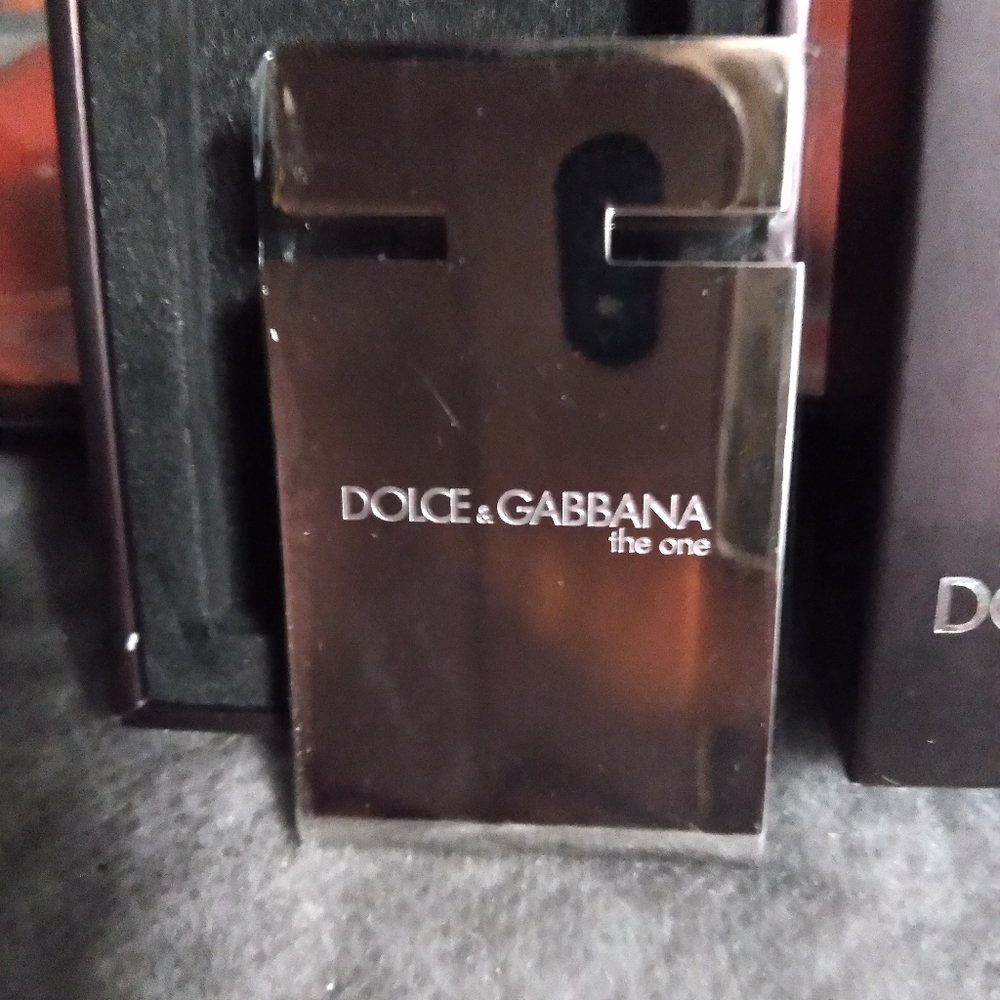 DOLCE & GABBANA
the one
D